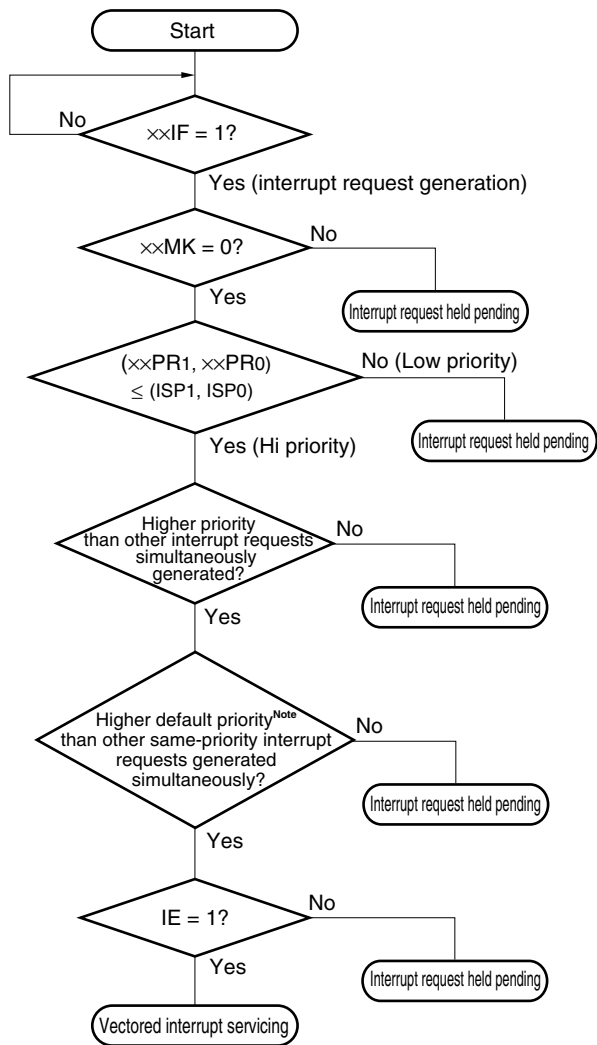 Start
No
××IF = 1?
Yes (interrupt request generation)
××MK = 0?
No
Yes
Interrupt request held pending
(××PR1, ××PR0)
≤ (ISP1, ISP0)
No (Low priority)
Yes (Hi priority)
Interrupt request held pending
Higher priority
than other interrupt requests
simultaneously
generated?
No
Interrupt request held pending
Yes
Higher default priorityNote
than other same-priority interrupt
requests generated
simultaneously?
No
Interrupt request held pending
Yes
IE = 1?
No
Yes
Interrupt request held pending
Vectored interrupt servicing